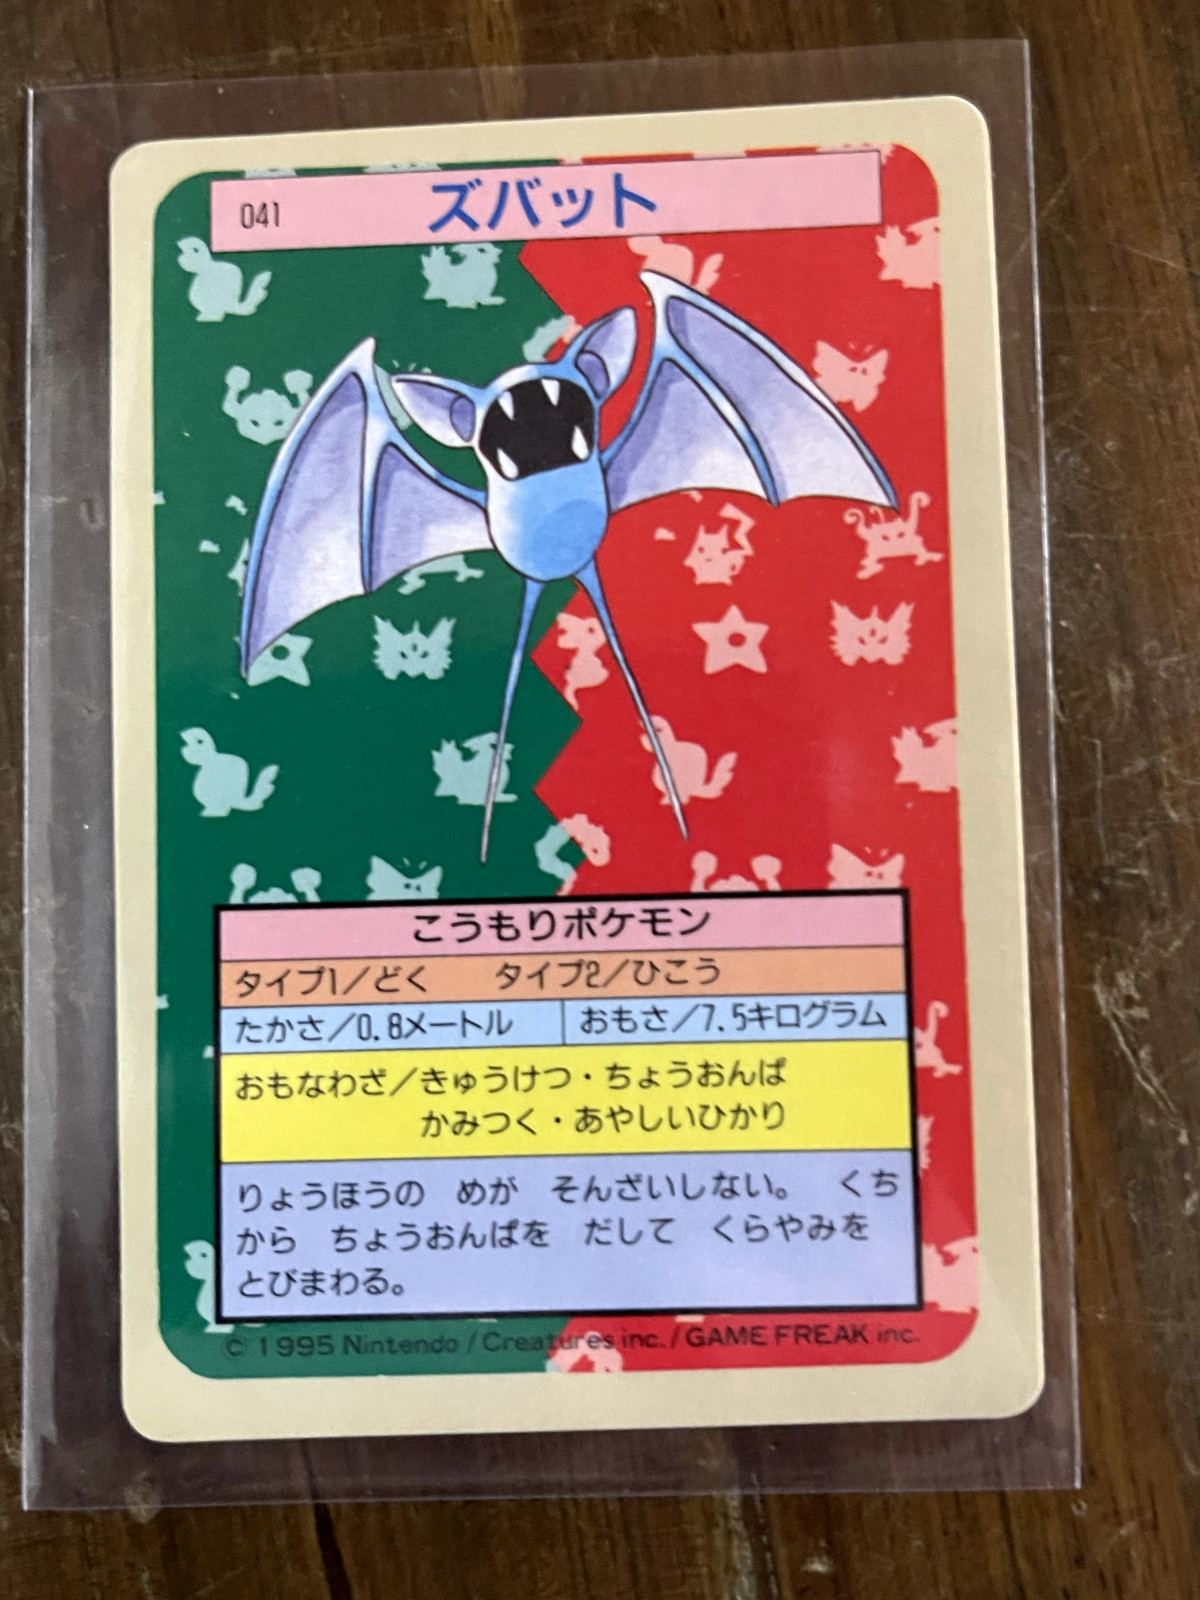 041 ズバット
こうもりポケモン
タイプ1/どく タイプ2/ひこう
たかさ/0.8メートル おもさ/7.5キログラム
おもなわざ/きゅうけつ・ちょうおんぱ
かみつく・あやしいひかり
りょうほうの めが そんざいしない。 くち
から ちょうおんぱを だして くらやみを
とびまわる。
© 1995 Nintendo / Creatures inc. / GAME FREAK inc.